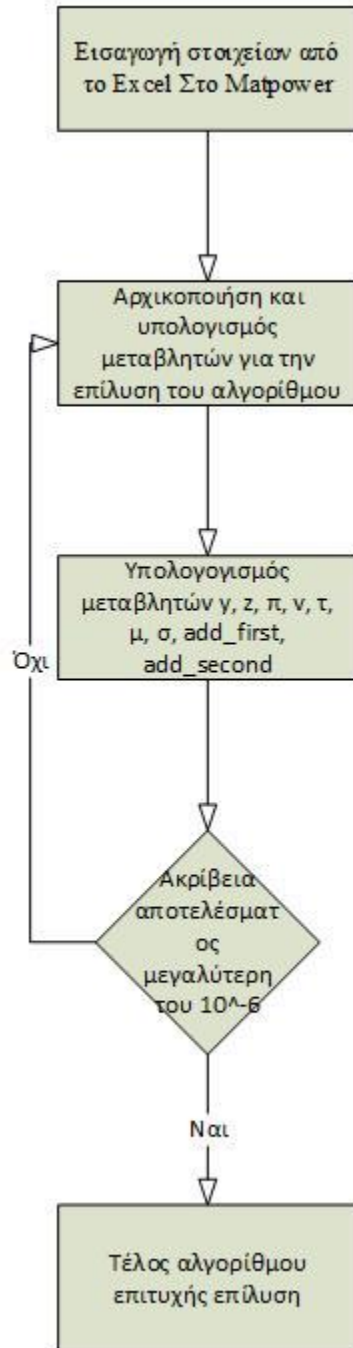 Εισαγωγή στοιχείων από
το Excel Στο Matpower
Αρχικοποιήση και
υπολογισμός
μεταβλητών για την
επίλυση του αλγορίθμου
Υπολογογισμός
μεταβλητών y, z, π, ν, τ,
μ, σ, add_first,
add_second
Όχι
Ακρίβεια
αποτελέσματ
ος
μεγαλύτερη
του 10^-6
Ναι
Τέλος αλγορίθμου
επιτυχής επίλυση